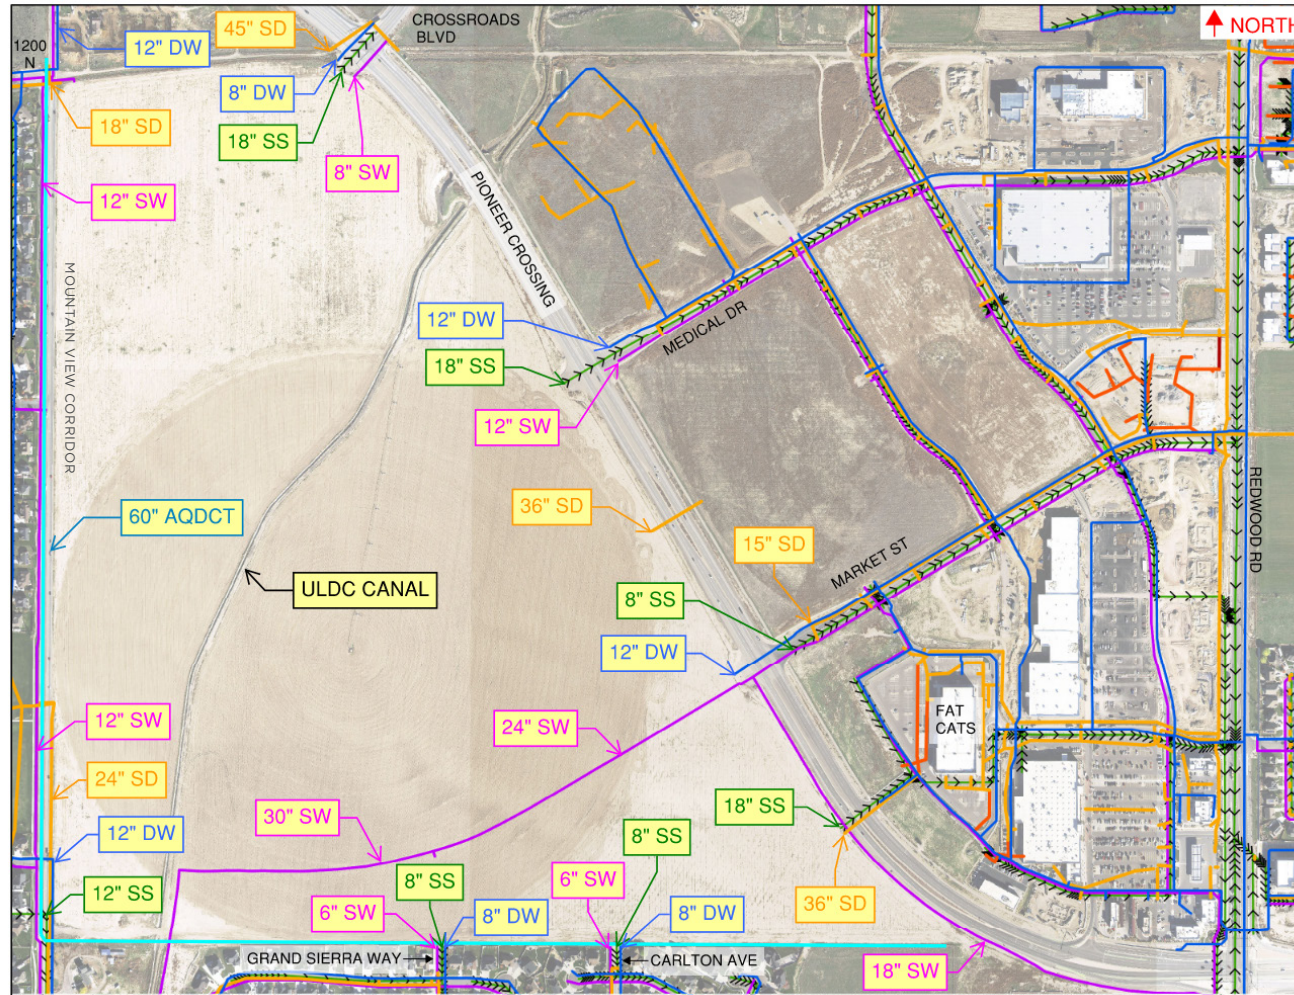 CROSSROADS
BLVD
NORTH
45" SD
1200
N
12" DW
8" DW
18" SD
18" SS
8" SW
12" SW
PIONEER CROSSING
MOUNTAIN VIEW CORRIDOR
12" DW
MEDICAL DR
18" SS
12" SW
60" AQDCT
36" SD
15" SD
MARKET ST
REDWOOD RD
ULDC CANAL
8" SS
12" DW
12" SW
24" SW
FAT
CATS
24" SD
30" SW
18" SS
12" DW
8" SS
8" SS
12" SS
6" SW
8" DW
6" SW
8" DW
36" SD
GRAND SIERRA WAY
CARLTON AVE
18" SW